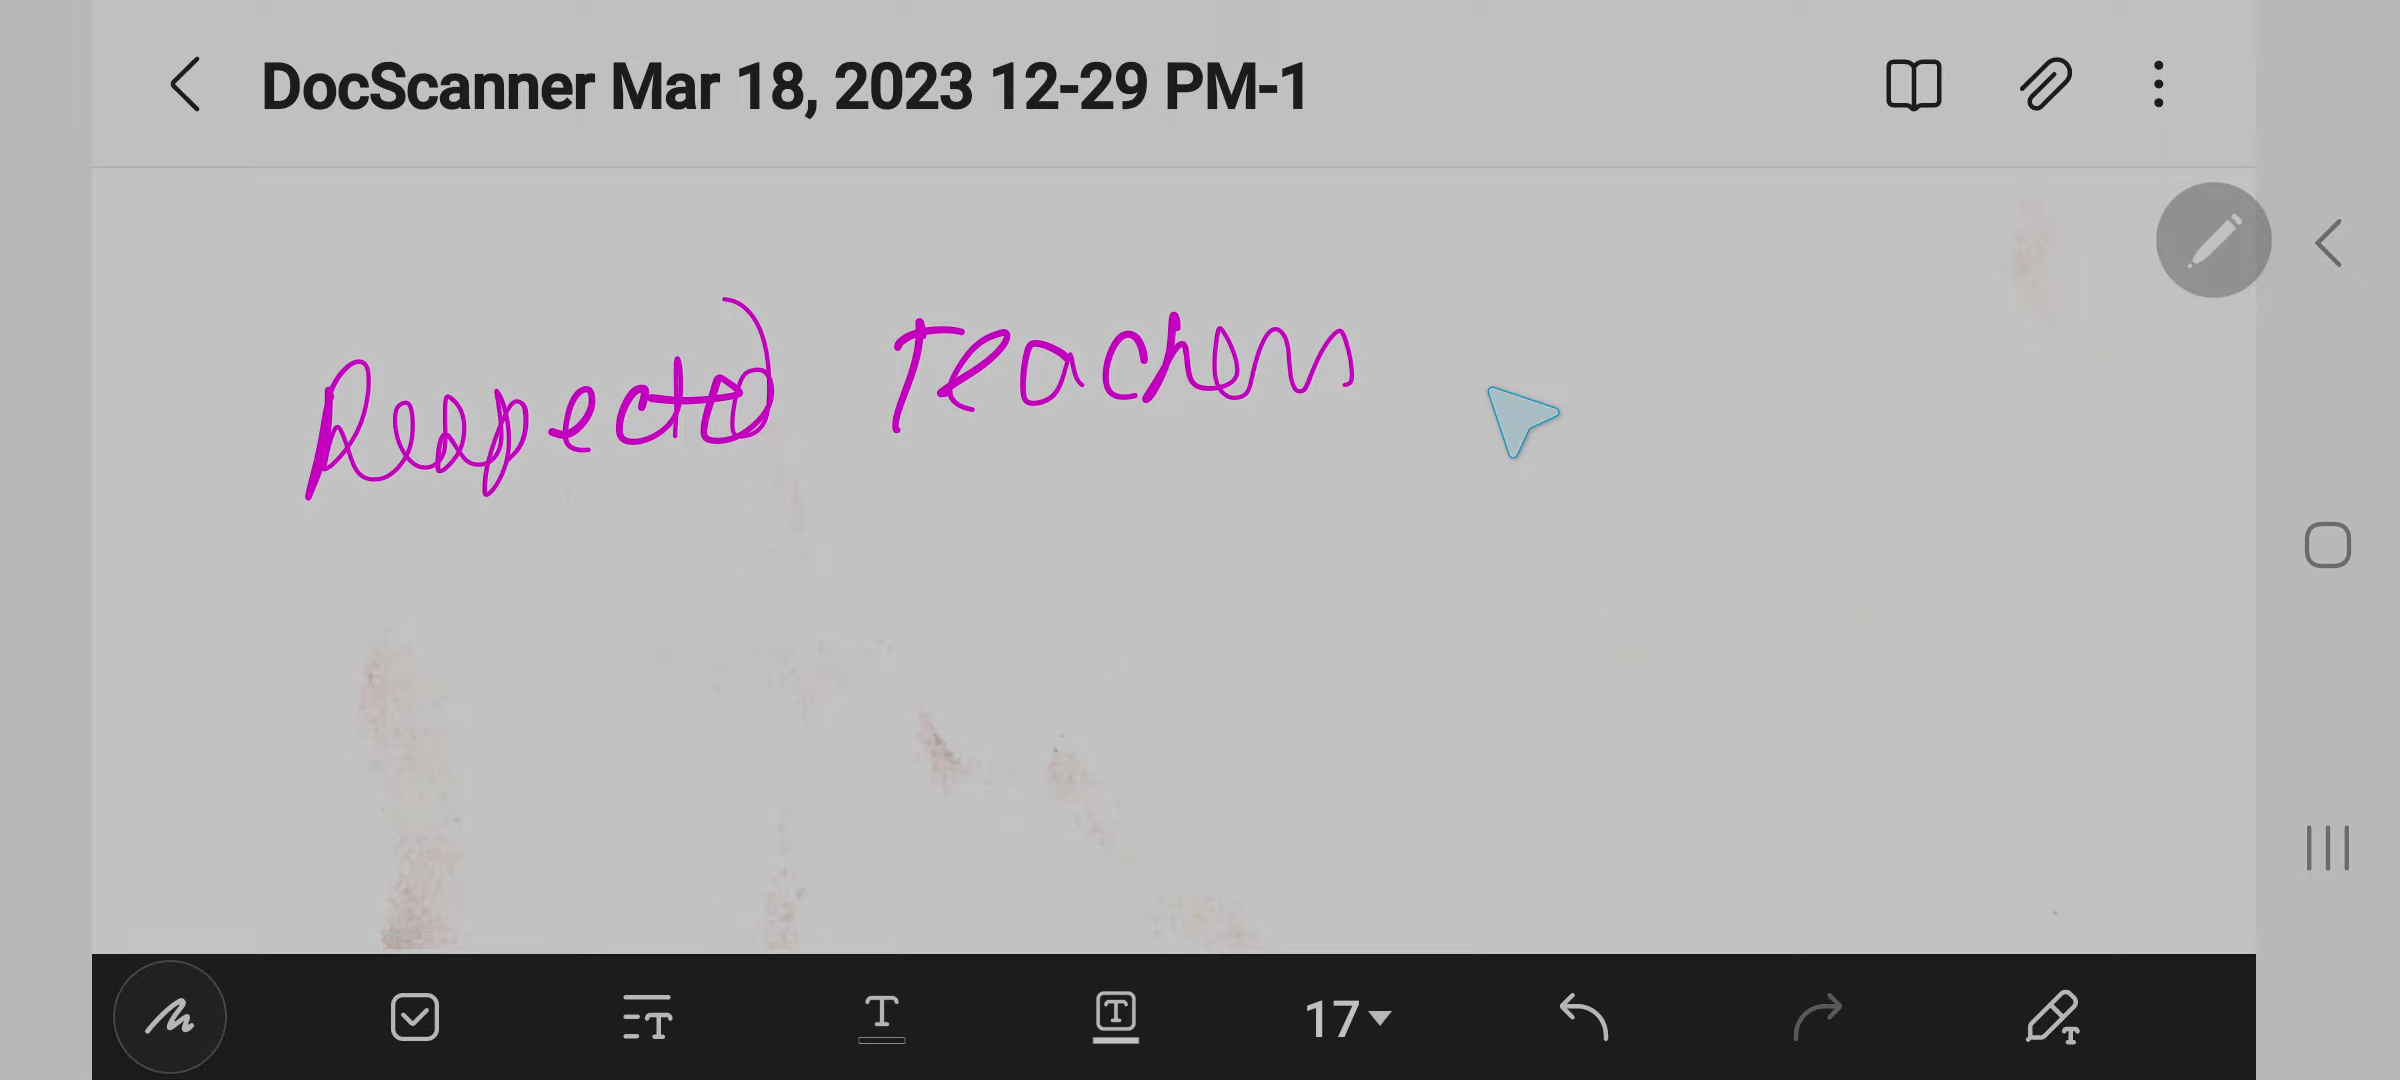 DocScanner Mar 18, 2023 12-29 PM-1
Respected Teachers
17